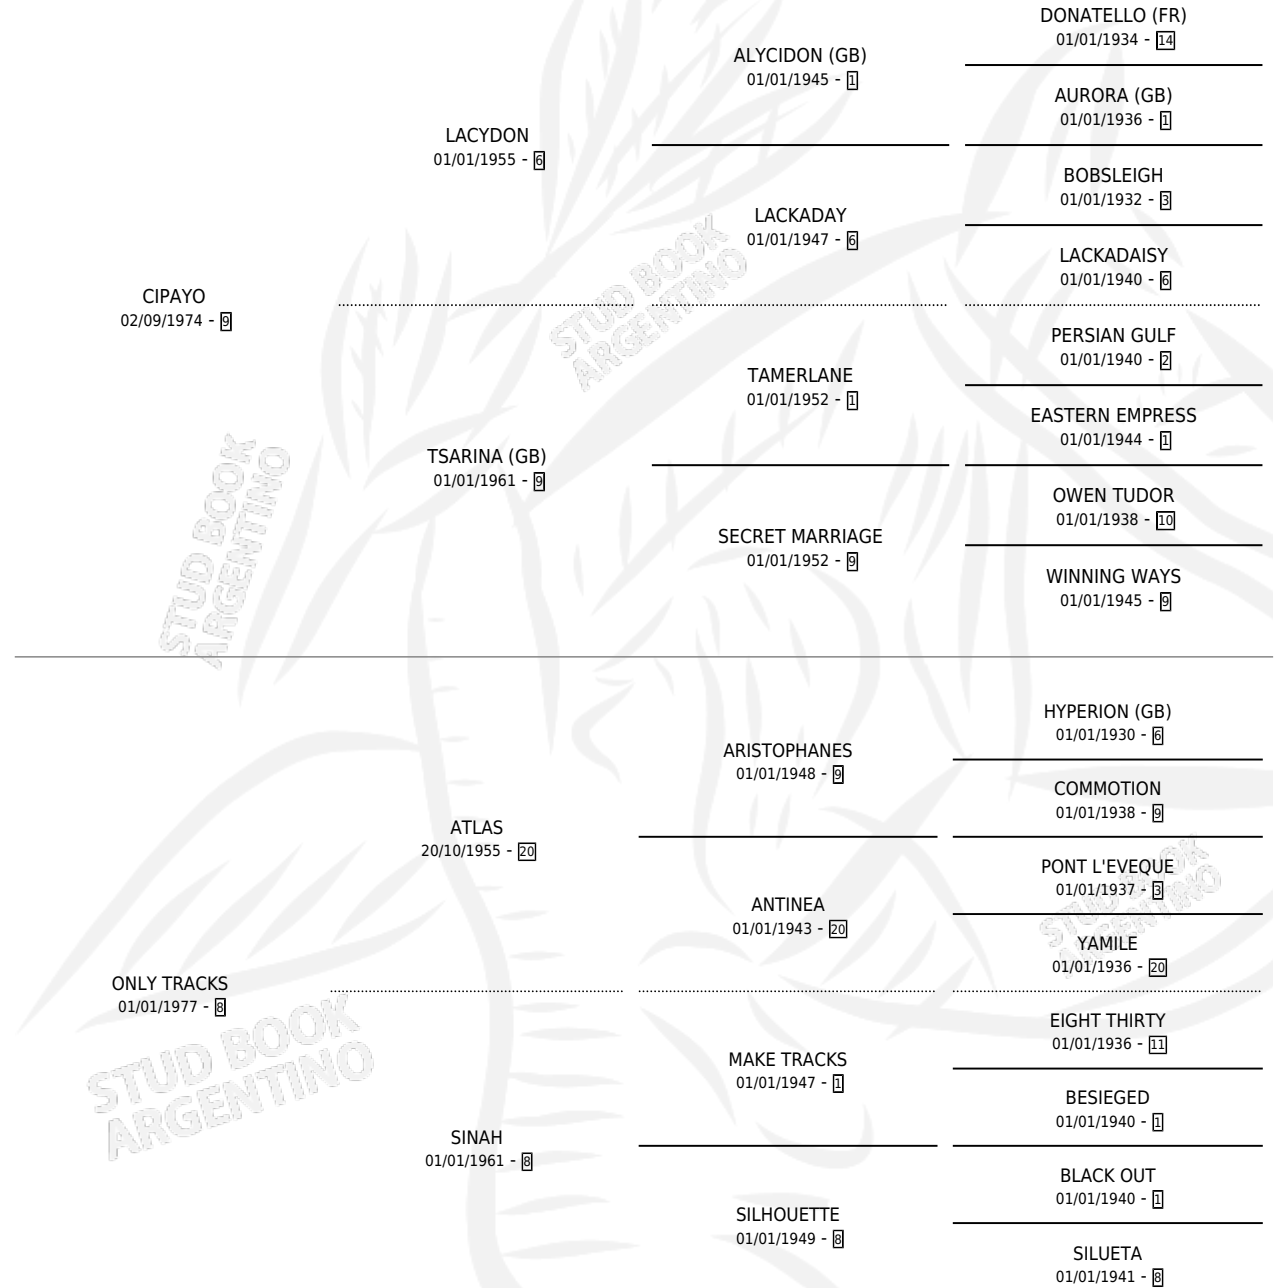 DONATELLO (FR)
01/01/1934 - 14
ALYCIDON (GB)
01/01/1945 - 1
AURORA (GB)
01/01/1936 - 1
LACYDON
01/01/1955 - 6
BOBSLEIGH
01/01/1932 - 3
LACKADAY
01/01/1947 - 6
LACKADAISY
01/01/1940 - 6
CIPAYO
02/09/1974 - 9
PERSIAN GULF
01/01/1940 - 2
TAMERLANE
01/01/1952 - 1
EASTERN EMPRESS
01/01/1944 - 1
TSARINA (GB)
01/01/1961 - 9
OWEN TUDOR
01/01/1938 - 10
SECRET MARRIAGE
01/01/1952 - 9
WINNING WAYS
01/01/1945 - 9
STUD BOOK
ARGENTINO
STUD BOOK
ARGENTINO
HYPERION (GB)
01/01/1930 - 6
ARISTOPHANES
01/01/1948 - 9
COMMOTION
01/01/1938 - 9
ATLAS
20/10/1955 - 20
PONT L'EVEQUE
01/01/1937 - 3
ANTINEA
01/01/1943 - 20
YAMILE
01/01/1936 - 20
STUD BOOK
ARGENTINO
ONLY TRACKS
01/01/1977 - 8
EIGHT THIRTY
01/01/1936 - 11
MAKE TRACKS
01/01/1947 - 1
BESIEGED
01/01/1940 - 1
SINAH
01/01/1961 - 8
BLACK OUT
01/01/1940 - 1
SILHOUETTE
01/01/1949 - 8
SILUETA
01/01/1941 - 8
STUD BOOK
ARGENTINO